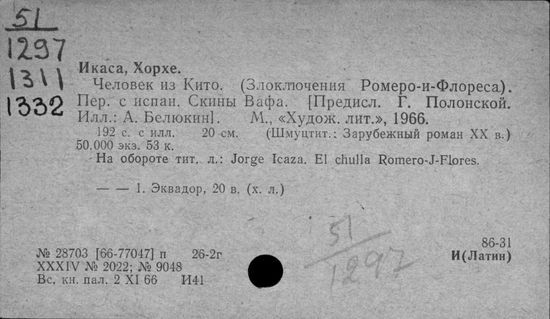 51
1297
1311
1332
Икаса, Хорхе.
Человек из Кито. (Злоключения Ромеро-и-Флореса).
Пер. с испан. Скины Вафа. [Предисл. Г. Полонской.
Илл.: А. Белюкин]. М., «Худож. лит.», 1966.
192 с. с илл. 20 см. (Шмуцтит.: Зарубежный роман XX в.)
50.000 экз. 53 к.
На обороте тит. л.: Jorge Icaza. El chulla Romero-J-Flores.
— — 1. Эквадор, 20 в. (х. л.)
51
1297
№ 28703 [66-77047] п 26-2г
XXXIV № 2022; № 9048
Вс. кн. пал. 2 XI 66 И41
86-31
И(Латин)